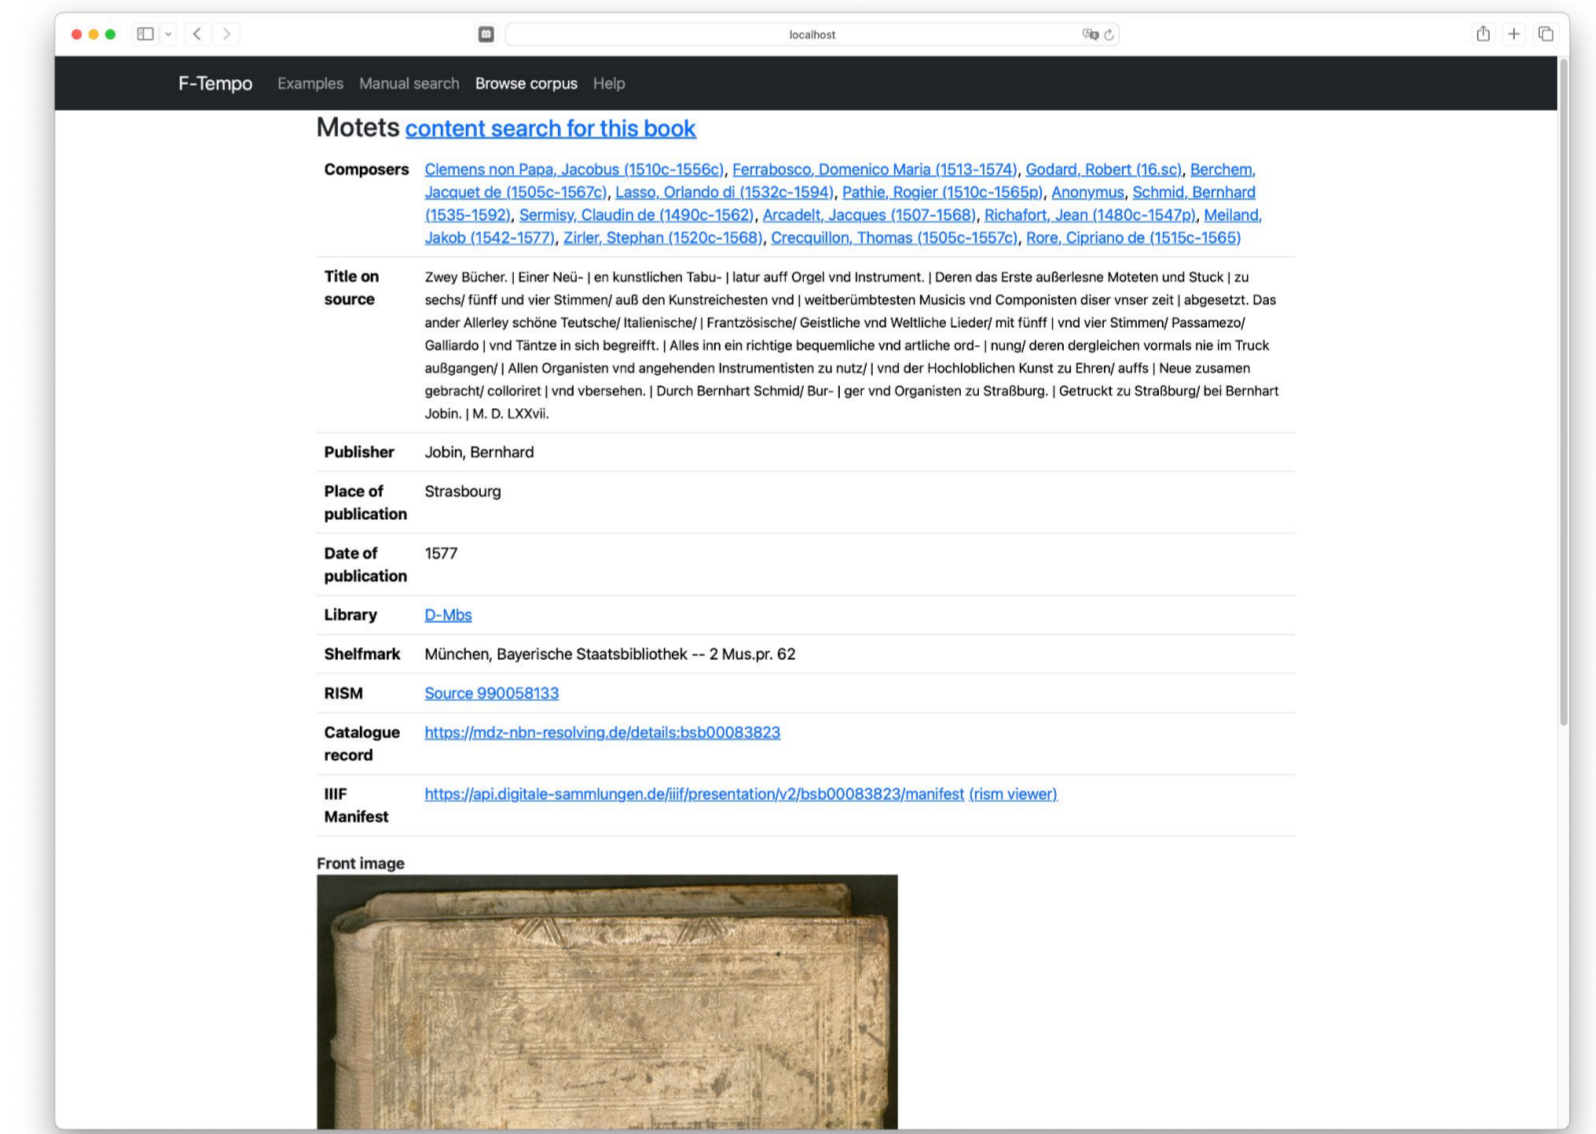 localhost
F-Tempo Examples Manual search Browse corpus Help
Motets content search for this book
Composers Clemens non Papa, Jacobus (1510c-1556c), Ferrabosco, Domenico Maria (1513-1574), Godard, Robert (16.sc), Berchem,
Jacquet de (1505c-1567c), Lasso, Orlando di (1532c-1594), Pathie, Rogier (1510c-1565p), Anonymus, Schmid, Bernhard
(1535-1592), Sermisy, Claudin de (1490c-1562), Arcadelt, Jacques (1507-1568), Richafort, Jean (1480c-1547p), Meiland,
Jakob (1542-1577), Zirler, Stephan (1520c-1568), Crecquillon, Thomas (1505c-1557c), Rore, Cipriano de (1515c-1565)
Title on
source
Zwey Bücher. | Einer Neü- | en kunstlichen Tabu- | latur auff Orgel vnd Instrument. | Deren das Erste außerlesne Moteten und Stuck | zu
sechs/ fünff und vier Stimmen/ auß den Kunstreichesten vnd | weitberümbtesten Musicis vnd Componisten diser vnser zeit | abgesetzt. Das
ander Allerley schöne Teutsche/ Italienische/ | Frantzösische/ Geistliche vnd Weltliche Lieder/ mit fünff | vnd vier Stimmen/ Passamezo/
Galliardo | vnd Täntze in sich begreifft. | Alles inn ein richtige bequemliche vnd artliche ord- | nung/ deren dergleichen vormals nie im Truck
außgangen/ | Allen Organisten vnd angehenden Instrumentisten zu nutz/ | vnd der Hochloblichen Kunst zu Ehren/ auffs | Neue zusamen
gebracht/ colloriret | vnd vbersehen. | Durch Bernhart Schmid/ Bur- | ger vnd Organisten zu Straßburg. | Getruckt zu Straßburg/ bei Bernhart
Jobin. | M. D. LXXvii.
Publisher Jobin, Bernhard
Place of
publication
Strasbourg
Date of
publication
1577
Library D-Mbs
Shelfmark München, Bayerische Staatsbibliothek -- 2 Mus.pr. 62
RISM Source 990058133
Catalogue
record
https://mdz-nbn-resolving.de/details:bsb00083823
IIIF
Manifest
https://api.digitale-sammlungen.de/iiif/presentation/v2/bsb00083823/manifest (rism viewer)
Front image